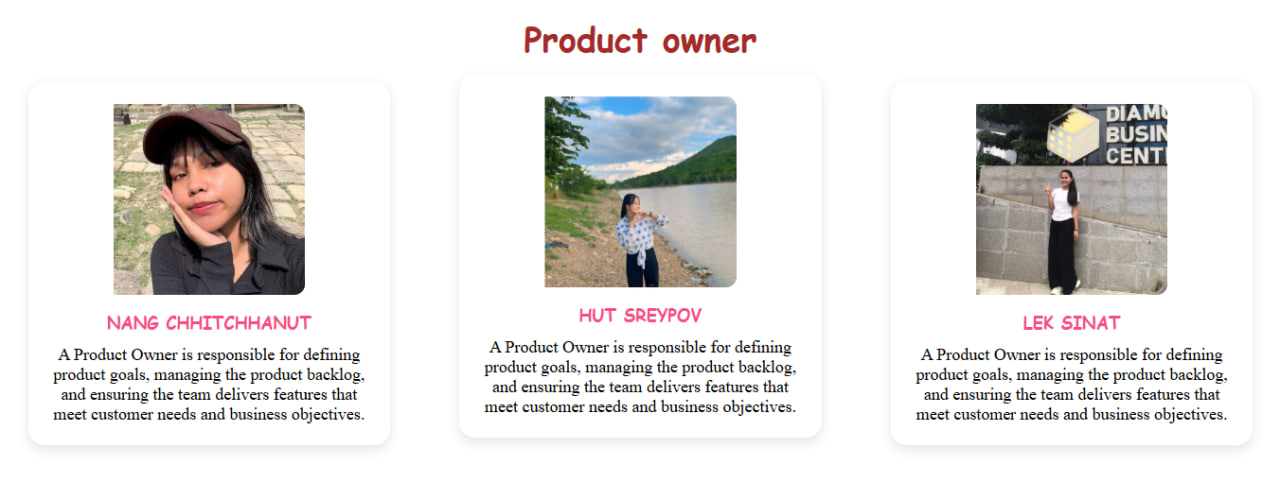 Product owner
NANG CHHITCHHANUT
A Product Owner is responsible for defining
product goals, managing the product backlog,
and ensuring the team delivers features that
meet customer needs and business objectives.
HUT SREYPOV
A Product Owner is responsible for defining
product goals, managing the product backlog,
and ensuring the team delivers features that
meet customer needs and business objectives.
DIAM
BUSIN
CENT
LEK SINAT
A Product Owner is responsible for defining
product goals, managing the product backlog,
and ensuring the team delivers features that
meet customer needs and business objectives.